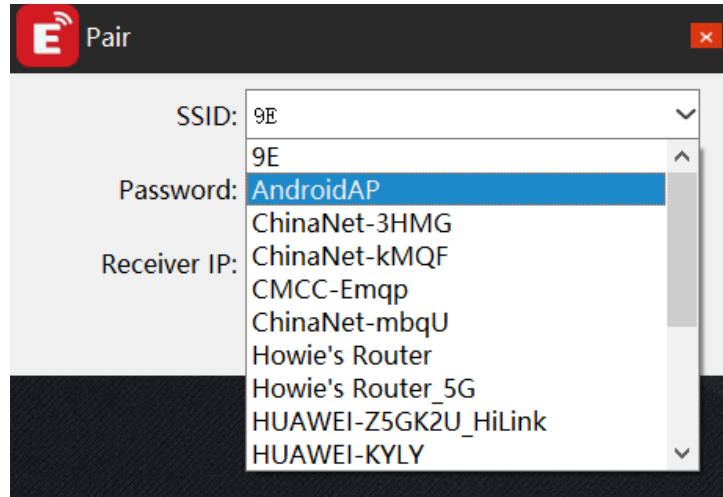 E Pair
SSID: 9E
9E
Password: AndroidAP
ChinaNet-3HMG
Receiver IP: ChinaNet-kMQF
CMCC-Emqp
ChinaNet-mbqU
Howie's Router
Howie's Router_5G
HUAWEI-Z5GK2U_HiLink
HUAWEI-KYLY